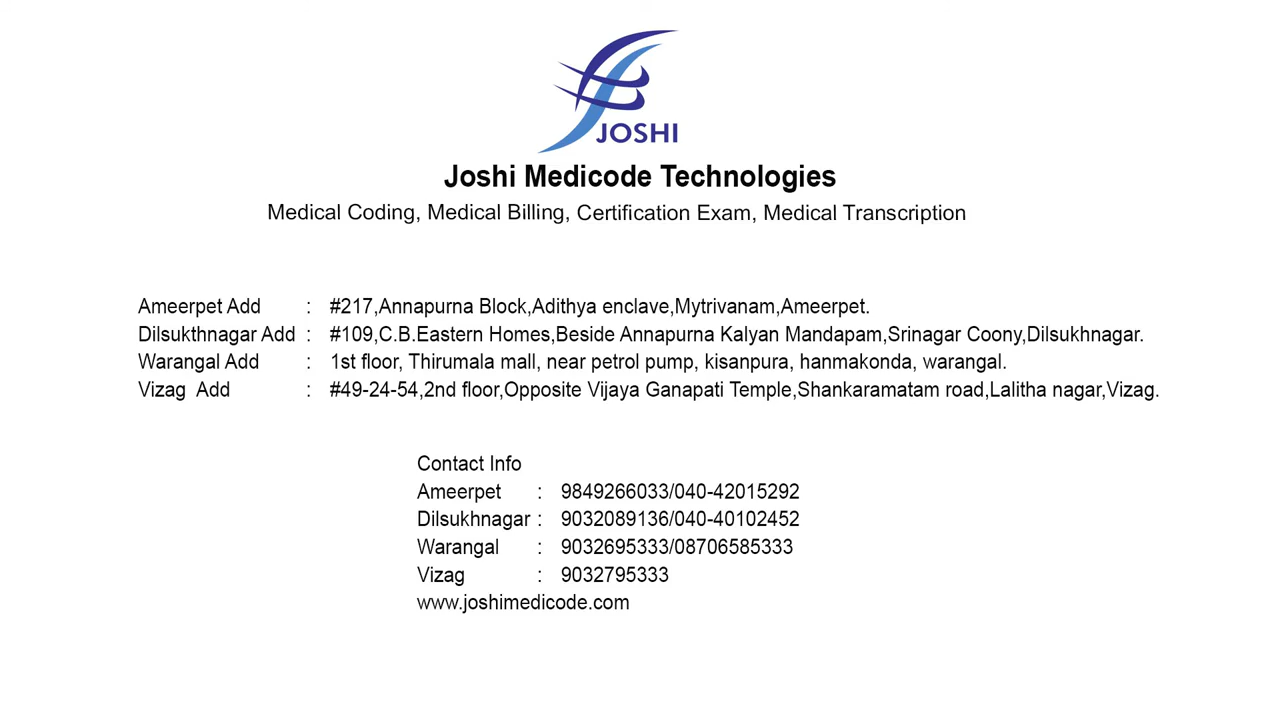 JOSHI
Joshi Medicode Technologies
Medical Coding, Medical Billing, Certification Exam, Medical Transcription
Ameerpet Add : #217,Annapurna Block,Adithya enclave,Mytrivanam,Ameerpet.
Dilsukthnagar Add : #109,C.B.Eastern Homes,Beside Annapurna Kalyan Mandapam,Srinagar Coony,Dilsukhnagar.
Warangal Add : 1st floor, Thirumala mall, near petrol pump, kisanpura, hanmakonda, warangal.
Vizag Add : #49-24-54,2nd floor,Opposite Vijaya Ganapati Temple,Shankaramatam road,Lalitha nagar,Vizag.
Contact Info
Ameerpet : 9849266033/040-42015292
Dilsukhnagar : 9032089136/040-40102452
Warangal : 9032695333/08706585333
Vizag : 9032795333
www.joshimedicode.com